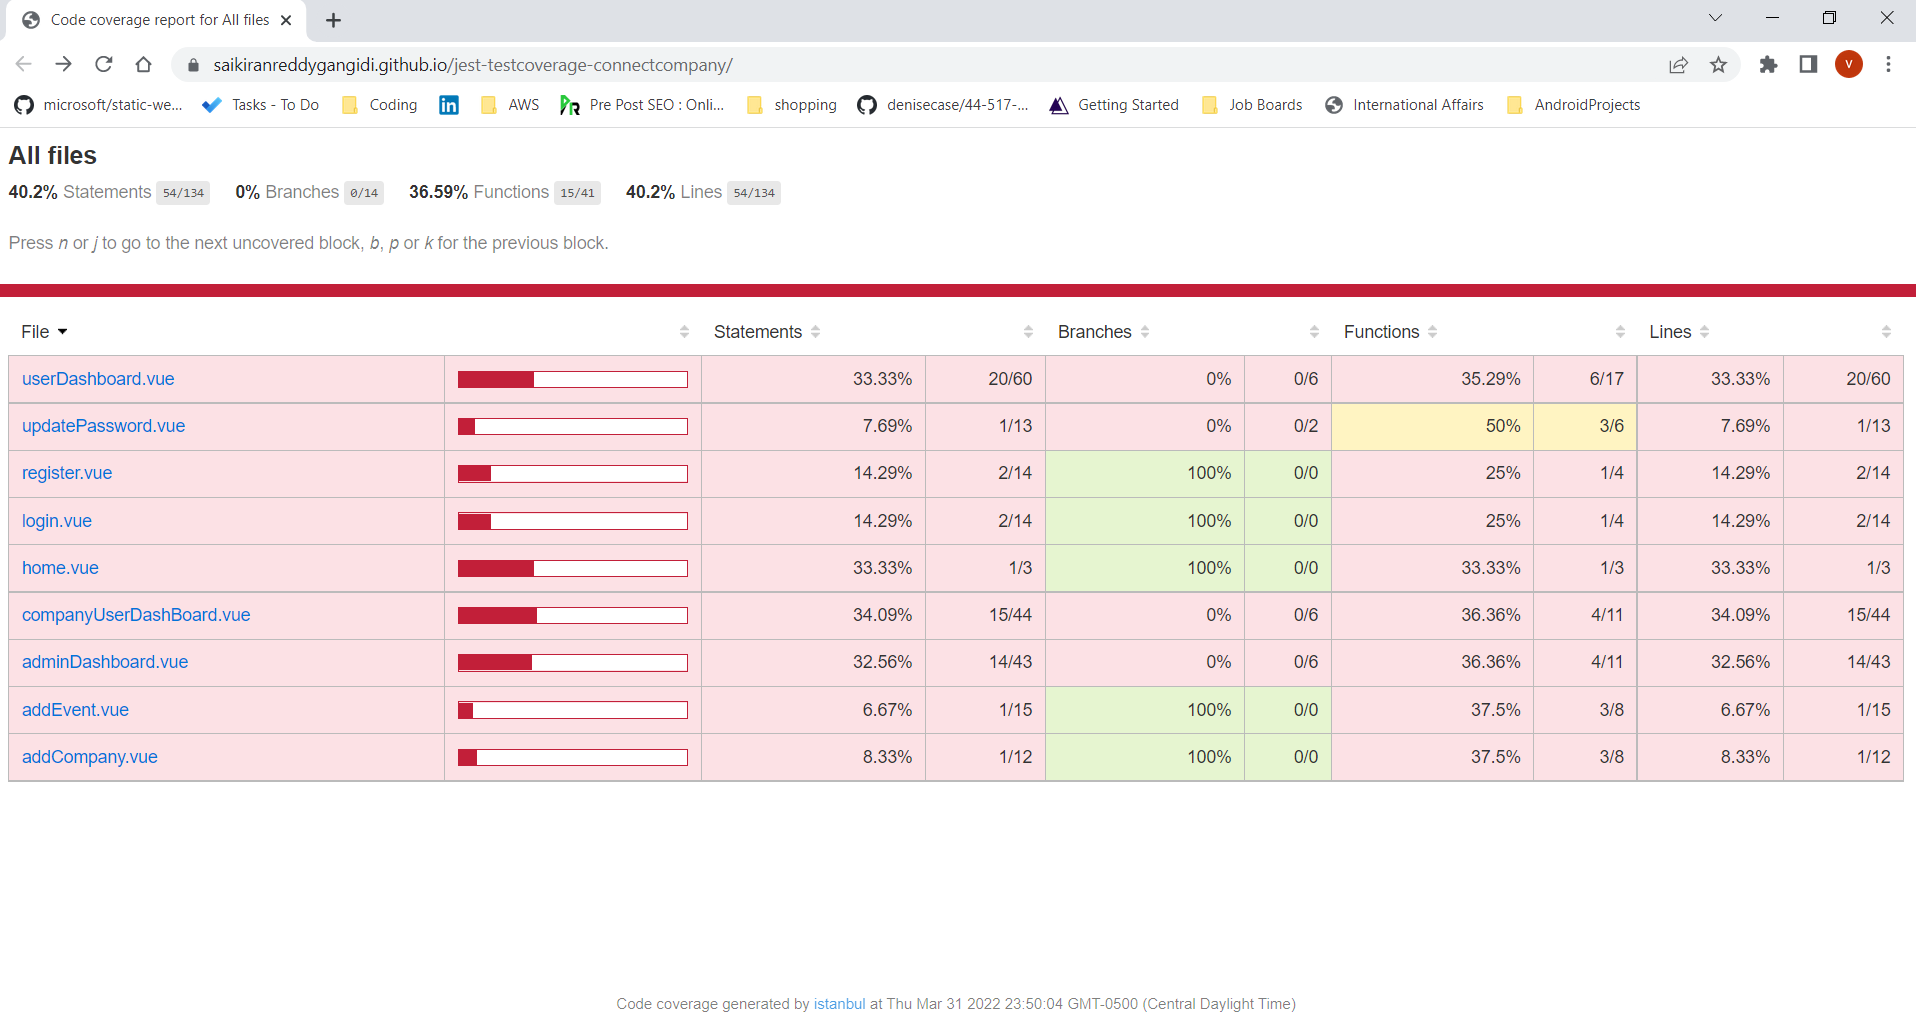 Code coverage report for All files
saikiranreddygangidi.github.io/jest-testcoverage-connectcompany/
V
microsoft/static-we... Tasks - To Do Coding in AWS PR Pre Post SEO : Onli... shopping denisecase/44-517-... Getting Started Job Boards International Affairs AndroidProjects
All files
40.2% Statements 54/134 0% Branches 0/14 36.59% Functions 15/41 40.2% Lines 54/134
Press n or j to go to the next uncovered block, b, p or k for the previous block.
File Statements Branches Functions Lines
userDashboard.vue 33.33% 20/60 0% 0/6 35.29% 6/17 33.33% 20/60
updatePassword.vue 7.69% 1/13 0% 0/2 50% 3/6 7.69% 1/13
register.vue 14.29% 2/14 100% 0/0 25% 1/4 14.29% 2/14
login.vue 14.29% 2/14 100% 0/0 25% 1/4 14.29% 2/14
home.vue 33.33% 1/3 100% 0/0 33.33% 1/3 33.33% 1/3
companyUserDashBoard.vue 34.09% 15/44 0% 0/6 36.36% 4/11 34.09% 15/44
adminDashboard.vue 32.56% 14/43 0% 0/6 36.36% 4/11 32.56% 14/43
addEvent.vue 6.67% 1/15 100% 0/0 37.5% 3/8 6.67% 1/15
addCompany.vue 8.33% 1/12 100% 0/0 37.5% 3/8 8.33% 1/12
Code coverage generated by istanbul at Thu Mar 31 2022 23:50:04 GMT-0500 (Central Daylight Time)